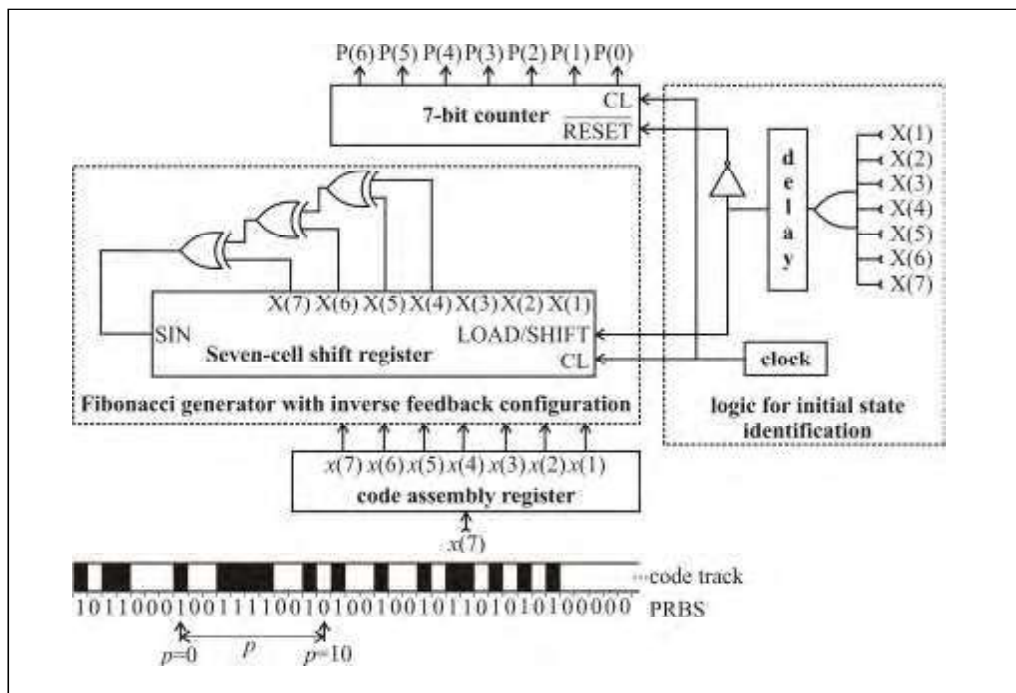 P(6) P(5) P(4) P(3) P(2) P(1) P(0)
CL
7-bit counter
RESET
delay
X(1)
X(2)
X(3)
X(4)
X(5)
X(6)
X(7)
X(7) X(6) X(5) X(4) X(3) X(2) X(1)
SIN
LOAD/SHIFT
Seven-cell shift register
CL
clock
Fibonacci generator with inverse feedback configuration
logic for initial state
identification
x(7) x(6) x(5) x(4) x(3) x(2) x(1)
code assembly register
x(7)
code track
101100010011110010100100101101010100000
PRBS
p
p=0
p=10